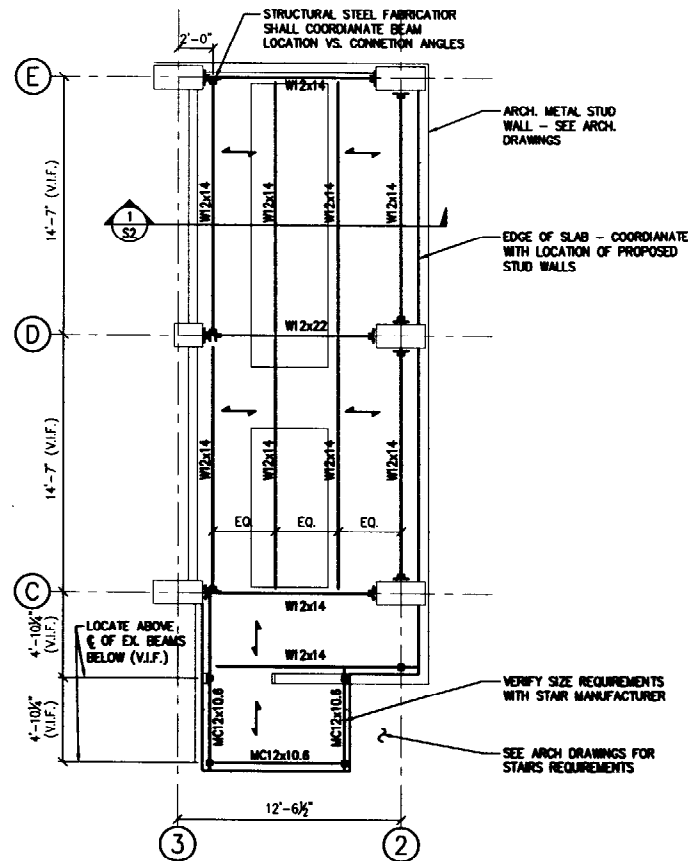 STRUCTURAL STEEL FABRICATIOR
SHALL COORDIANATE BEAM
LOCATION VS. CONNETION ANGLES
2'-0"
E
W12x14
ARCH. METAL STUD
WALL - SEE ARCH.
DRAWINGS
14'-7" (V.I.F.)
W12x14
W12x14
W12x14
W12x14
1
S2
EDGE OF SLAB - COORDIANATE
WITH LOCATION OF PROPOSED
STUD WALLS
D
W12x22
14'-7" (V.I.F.)
W12x14
W12x14
W12x14
W12x14
EQ.
EQ.
EQ.
C
W12x14
4'-10¼"
(V.I.F.)
LOCATE ABOVE
℄ OF EX. BEAMS
BELOW (V.I.F.)
W12x14
4'-10¼"
(V.I.F.)
MC12x10.6
MC12x10.6
MC12x10.6
VERIFY SIZE REQUIREMENTS
WITH STAIR MANUFACTURER
SEE ARCH DRAWINGS FOR
STAIRS REQUIREMENTS
12'-6½"
3
2